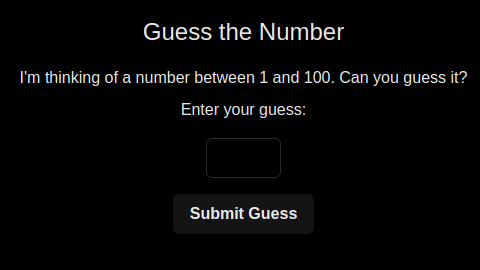 Guess the Number
I'm thinking of a number between 1 and 100. Can you guess it?
Enter your guess:
Submit Guess